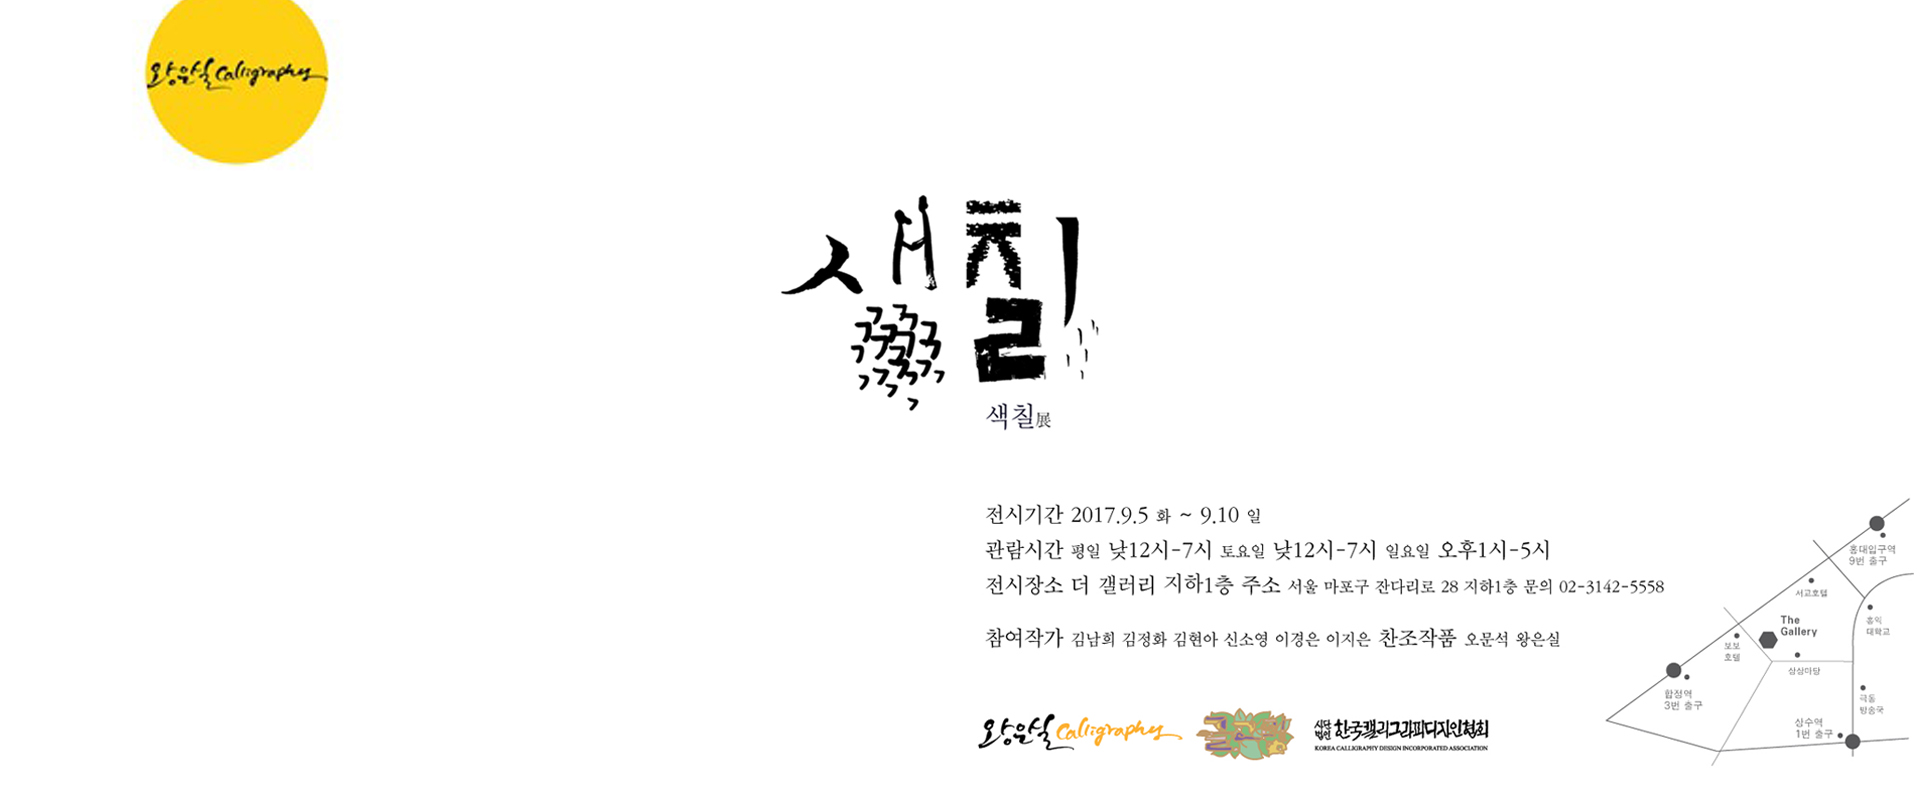 왕은실 Calligraphy
색칠
색칠展
전시기간 2017.9.5 화 ~ 9.10 일
관람시간 평일 낮12시-7시 토요일 낮12시-7시 일요일 오후1시-5시
전시장소 더 갤러리 지하1층 주소 서울 마포구 잔다리로 28 지하1층 문의 02-3142-5558
참여작가 김남희 김정화 김현아 신소영 이경은 이지은 찬조작품 오문석 왕은실
홍대입구역
9번 출구
서교호텔
The
Gallery
홍익
대학교
보보
호텔
상상마당
합정역
3번 출구
극동
방송국
상수역
1번 출구
왕은실 Calligraphy
사단
법인 한국캘리그라피디자인협회
KOREA CALLIGRAPHY DESIGN INCORPORATED ASSOCIATION